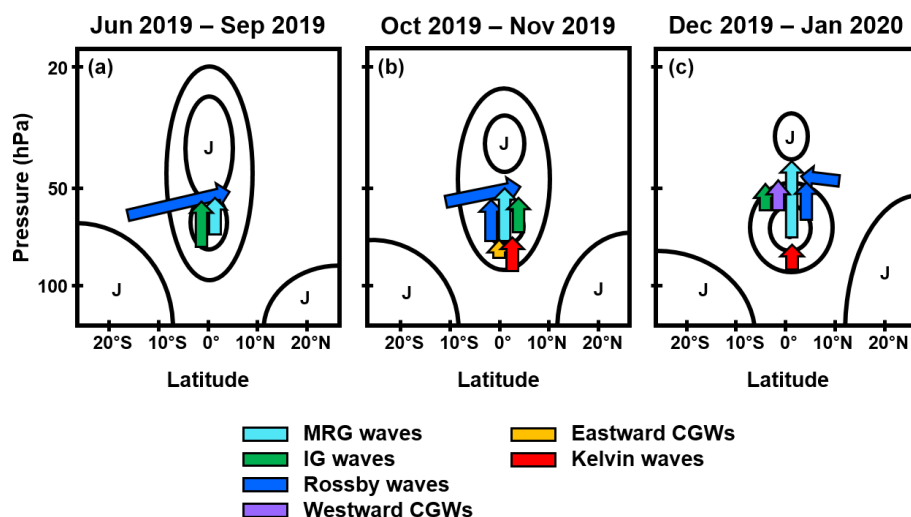 Jun 2019 – Sep 2019 Oct 2019 – Nov 2019 Dec 2019 – Jan 2020
(a) (b) (c)
Pressure (hPa)
20
50
100
J J J
J J J J J J
20°S 10°S 0° 10°N 20°N 20°S 10°S 0° 10°N 20°N 20°S 10°S 0° 10°N 20°N
Latitude Latitude Latitude
MRG waves Eastward CGWs
IG waves Kelvin waves
Rossby waves
Westward CGWs